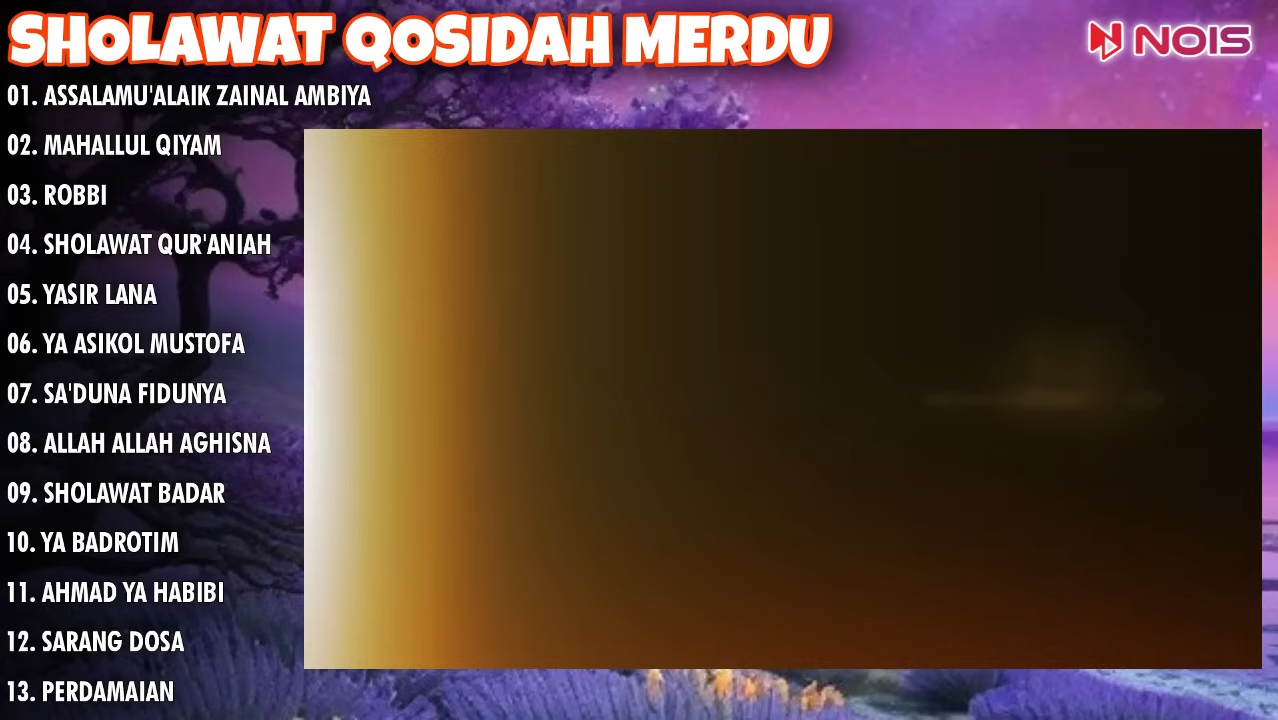 SHOLAWAT QOSIDAH MERDU
NOIS
01. ASSALAMU'ALAIK ZAINAL AMBIYA
02. MAHALLUL QIYAM
03. ROBBI
04. SHOLAWAT QUR'ANIAH
05. YASIR LANA
06. YA ASIKOL MUSTOFA
07. SA'DUNA FIDUNYA
08. ALLAH ALLAH AGHISNA
09. SHOLAWAT BADAR
10. YA BADROTIM
11. AHMAD YA HABIBI
12. SARANG DOSA
13. PERDAMAIAN